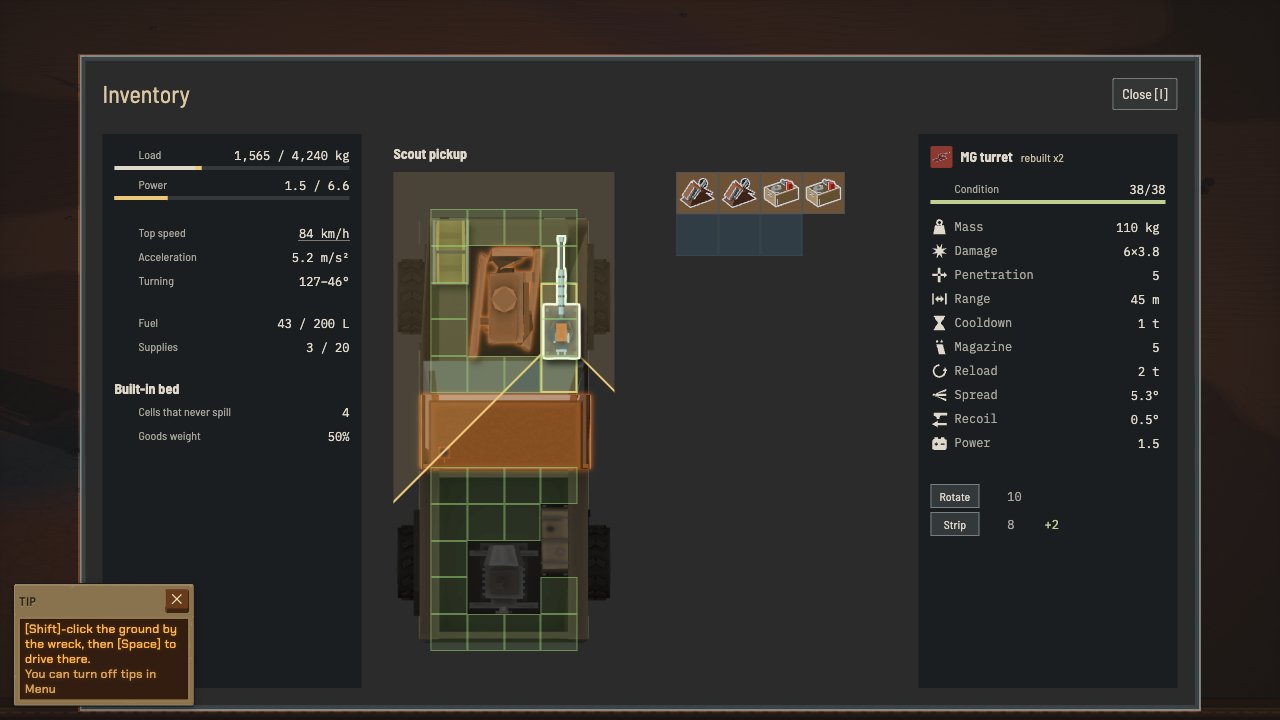 Inventory
Close [I]
Load 1,565 / 4,240 kg
Power 1.5 / 6.6
Top speed 84 km/h
Acceleration 5.2 m/s²
Turning 127–46°
Fuel 43 / 200 L
Supplies 3 / 20
Built-in bed
Cells that never spill 4
Goods weight 50%
Scout pickup
MG turret rebuilt x2
Condition 38/38
Mass 110 kg
Damage 6×3.8
Penetration 5
Range 45 m
Cooldown 1 t
Magazine 5
Reload 2 t
Spread 5.3°
Recoil 0.5°
Power 1.5
Rotate 10
Strip 8 +2
TIP
[Shift]-click the ground by
the wreck, then [Space] to
drive there.
You can turn off tips in
Menu